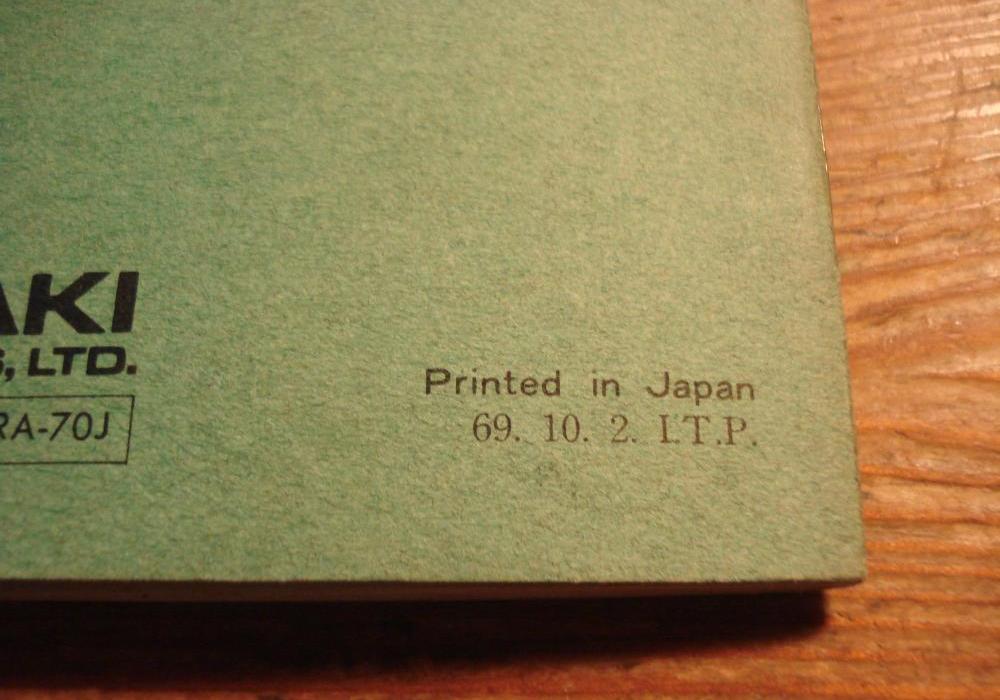 AKI
S, LTD.
RA-70J
Printed in Japan
69. 10. 2. I.T.P.